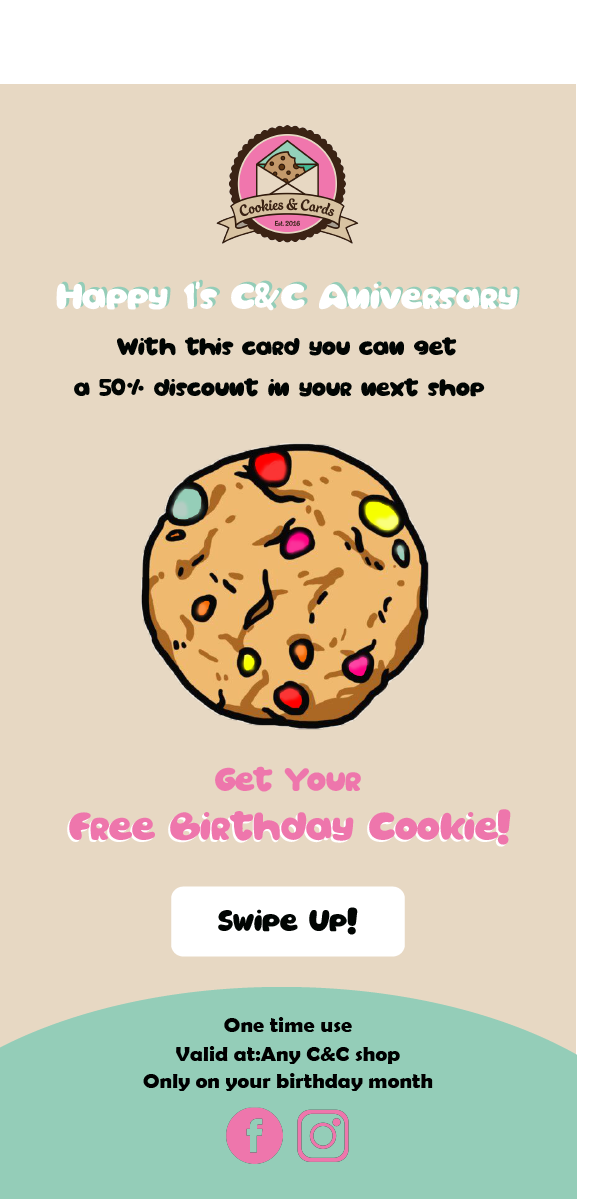 Cookies & Cards
Est. 2016
Happy 1's C&C Aniversary
With this card you can get
a 50% discount in your next shop
Get Your
Free Birthday Cookie!
Swipe Up!
One time use
Valid at:Any C&C shop
Only on your birthday month